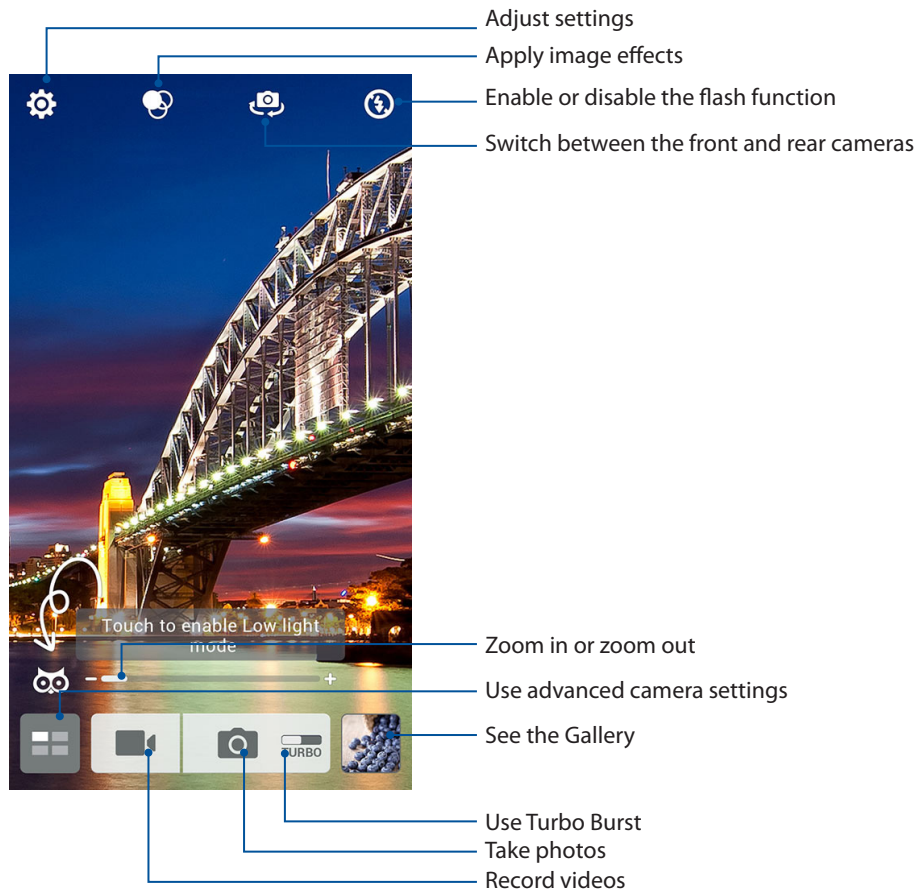 Adjust settings
Apply image effects
Enable or disable the flash function
Switch between the front and rear cameras
Touch to enable Low light
mode
Zoom in or zoom out
Use advanced camera settings
See the Gallery
TURBO
Use Turbo Burst
Take photos
Record videos